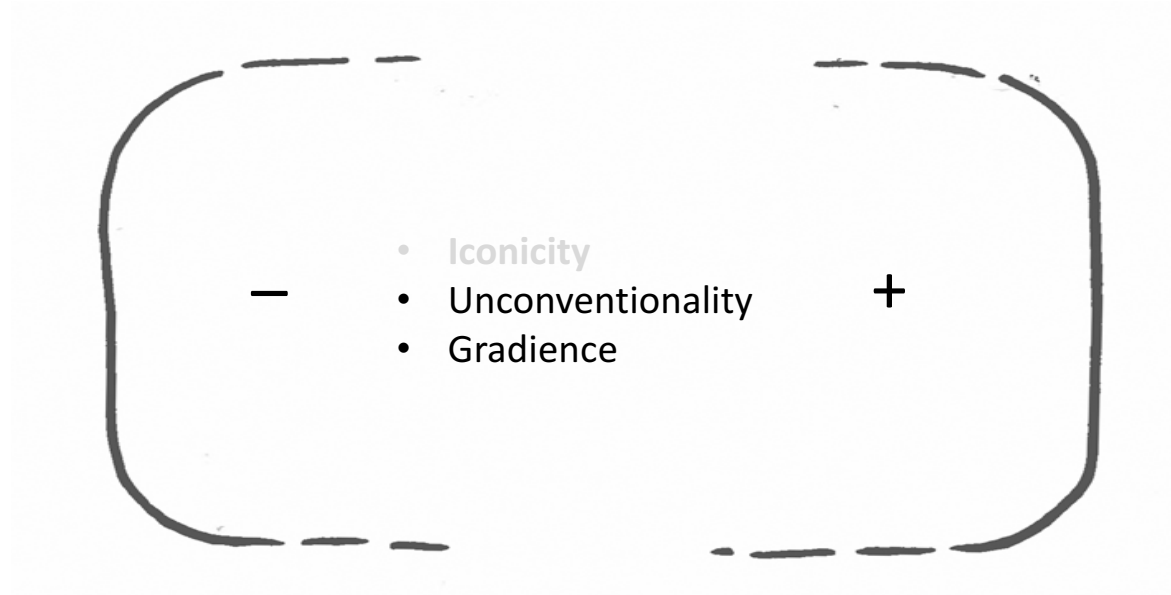 • Iconicity
– • Unconventionality +
• Gradience